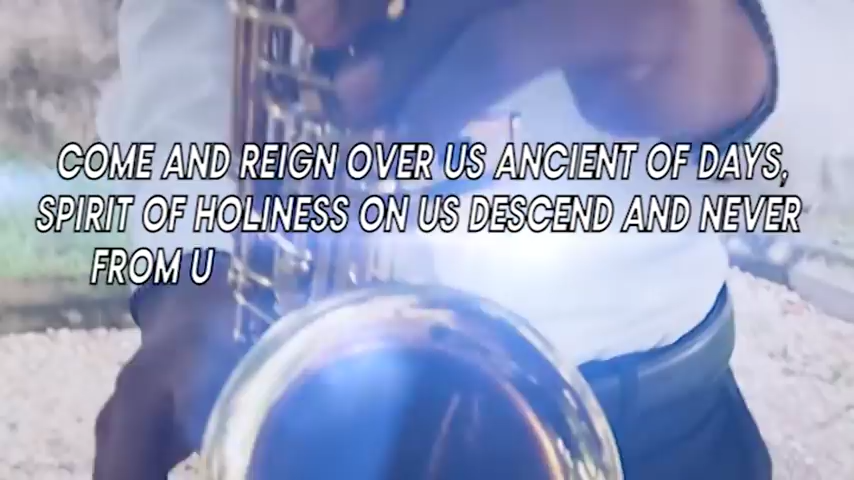 COME AND REIGN OVER US ANCIENT OF DAYS,
SPIRIT OF HOLINESS ON US DESCEND AND NEVER
FROM U